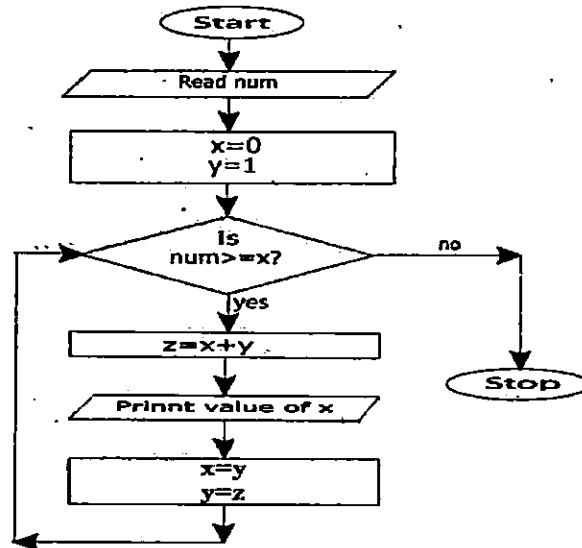 Start
Read num
x=0
y=1
Is
num>=x?
no
yes
z=x+y
Stop
Prinnt value of x
x=y
y=z